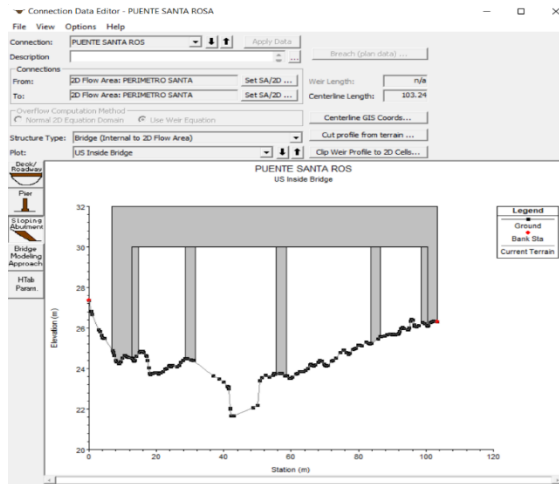 Connection Data Editor - PUENTE SANTA ROSA
File View Options Help
Connection: PUENTE SANTA ROS Apply Data
Description ... Breach (plan data) ...
Connections
From: 2D Flow Area: PERIMETRO SANTA Set SA/2D ... Weir Length: n/a
To: 2D Flow Area: PERIMETRO SANTA Set SA/2D ... Centerline Length: 103.24
Overflow Computation Method
Normal 2D Equation Domain Use Weir Equation Centerline GIS Coords...
Structure Type: Bridge (Internal to 2D Flow Area) Cut profile from terrain ...
Plot: US Inside Bridge Clip Weir Profile to 2D Cells...
Deck/
Roadway
Pier
Sloping
Abutment
Bridge
Modeling
Approach
HTab
Param.
PUENTE SANTA ROS
US Inside Bridge
Legend
Ground
Bank Sta
Current Terrain
32
30
28
26
24
22
20
Elevation (m)
0 20 40 60 80 100 120
Station (m)